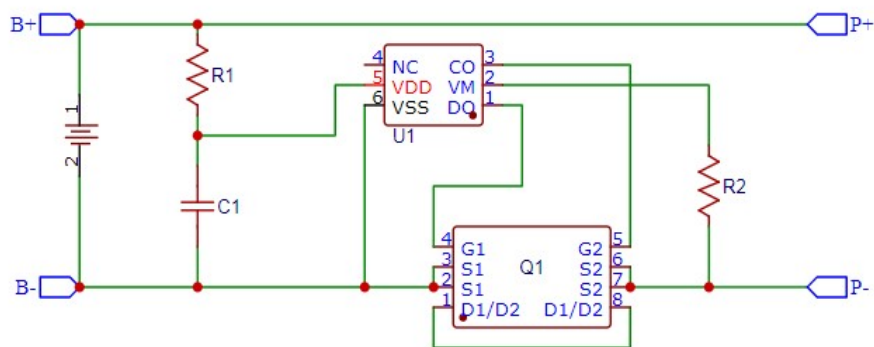 B+
P+
R1
4 NC CO 3
5 VDD VM 2
6 VSS DO 1
U1
1
2
R2
C1
4 G1 G2 5
3 S1 Q1 S2 6
2 S1 S2 7
1 D1/D2 D1/D2 8
B-
P-